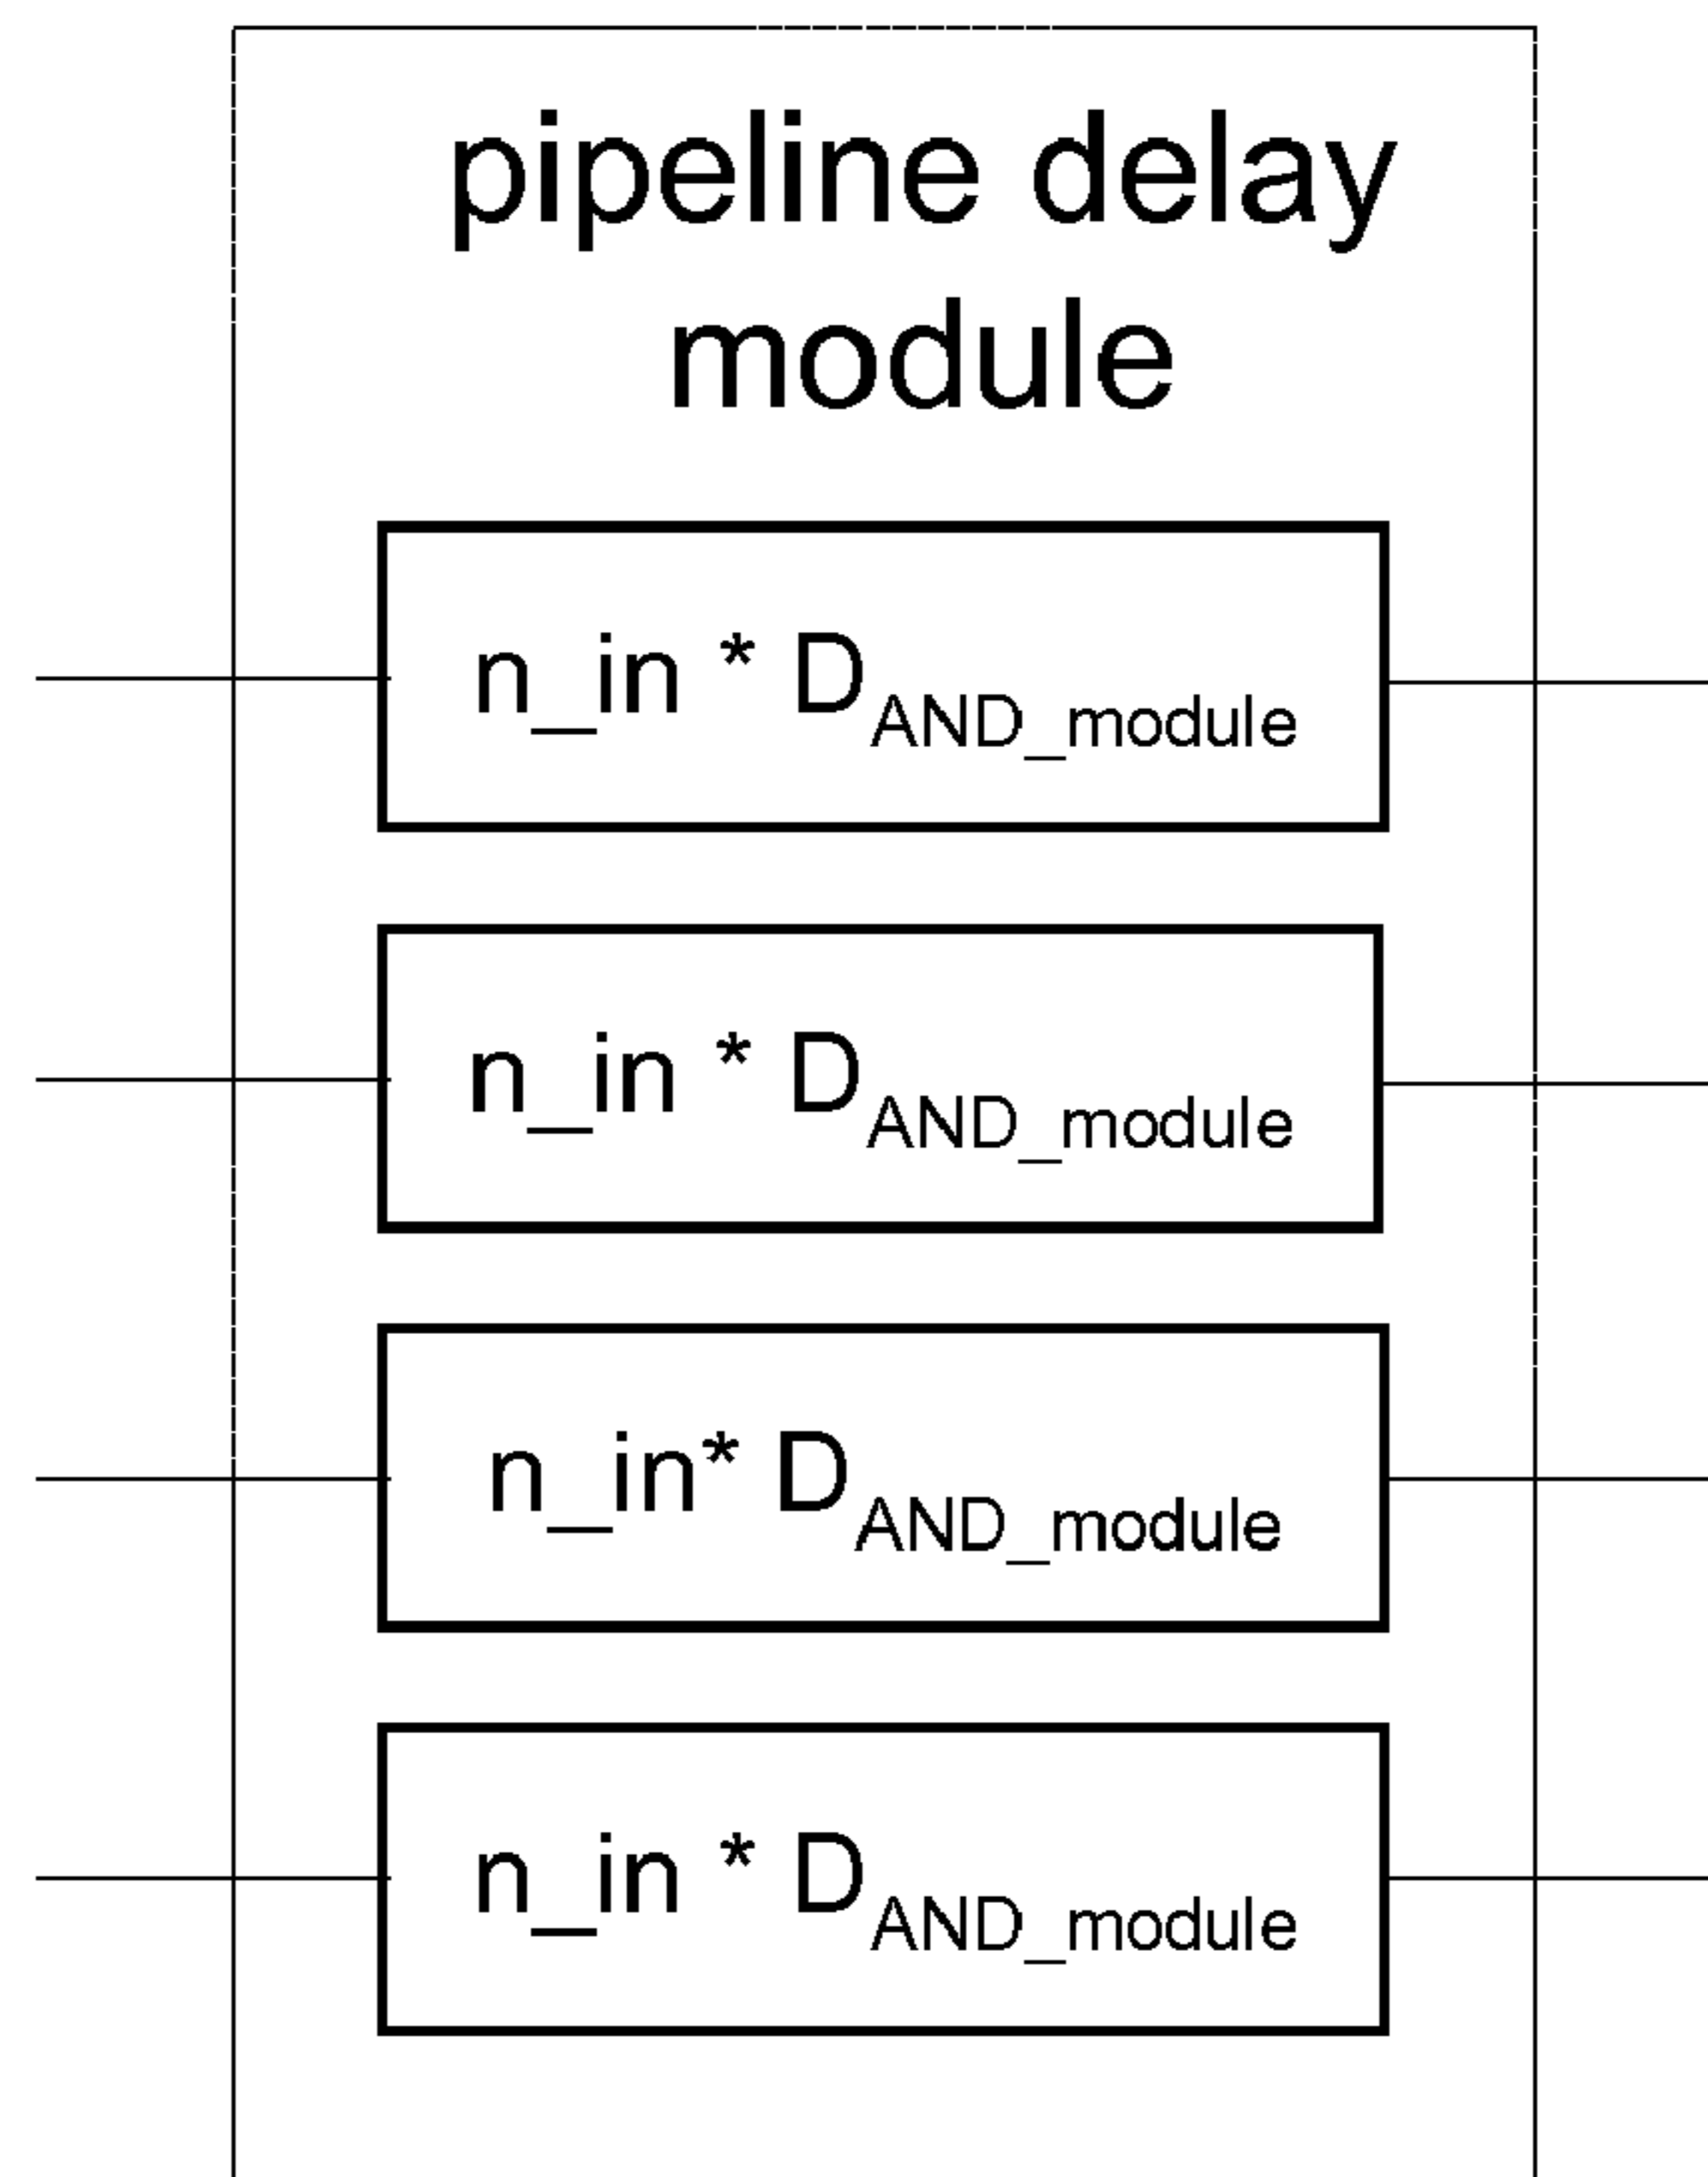 pipeline delay
module
n_in * D_AND_module
n_in * D_AND_module
n_in* D_AND_module
n_in * D_AND_module